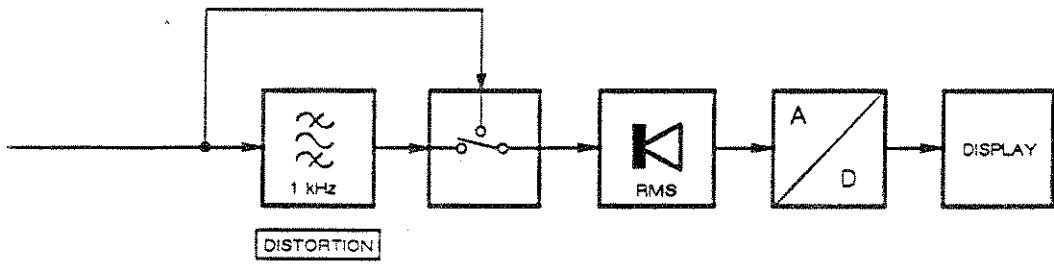 1 kHz
RMS
A
D
DISPLAY
DISTORTION